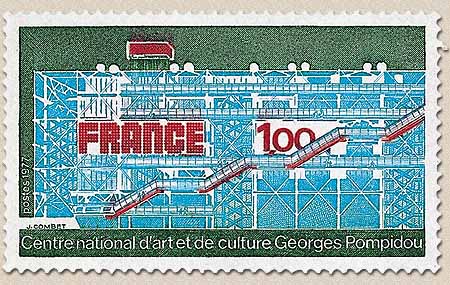 FRANCE 1,00
postes 1977
J. COMBET
Centre national d'art et de culture Georges Pompidou